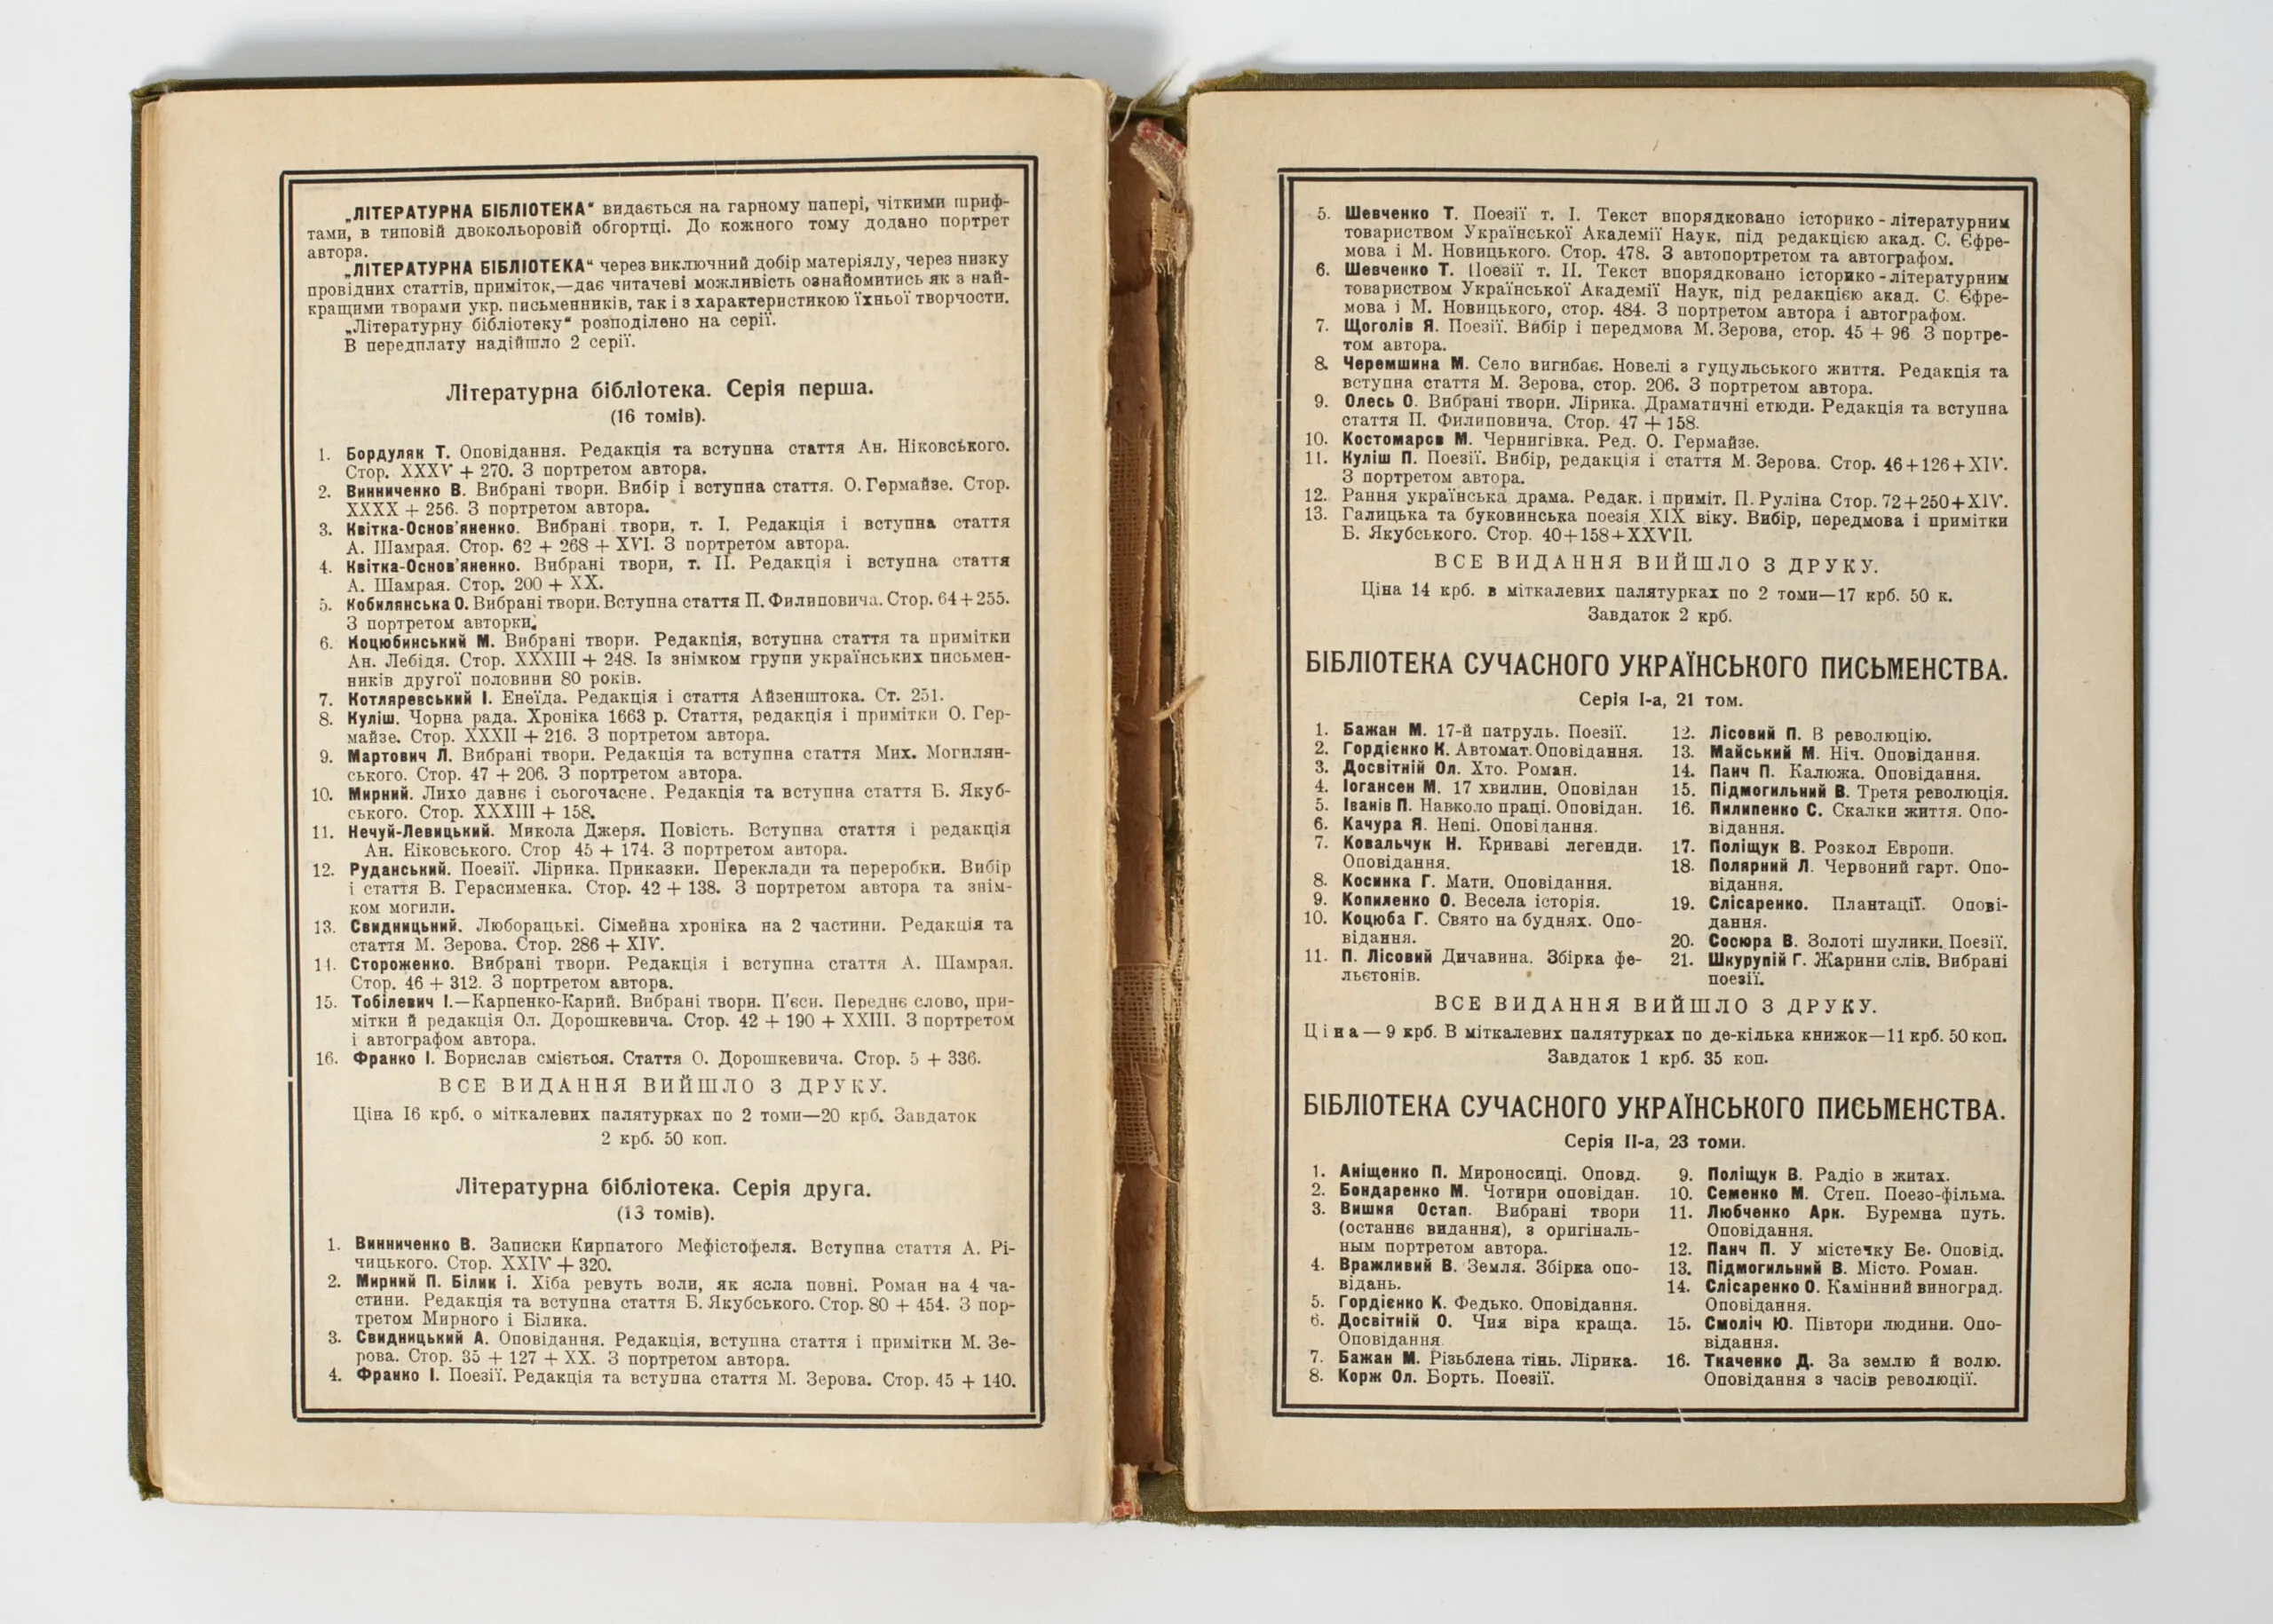 „ЛІТЕРАТУРНА БІБЛІОТЕКА“ видається на гарному папері, чіткими шриф-
тами, в типовій двокольоровій обгортці. До кожного тому додано портрет
автора.
„ЛІТЕРАТУРНА БІБЛІОТЕКА“ через виключний добір матеріялу, через низку
провідних статтів, приміток,—дає читачеві можливість ознайомитись як з най-
кращими творами укр. письменників, так і з характеристикою їхньої творчости.
„Літературну бібліотеку“ розподілено на серії.
В передплату надійшло 2 серії.
Літературна бібліотека. Серія перша.
(16 томів).
1. Бордуляк Т. Оповідання. Редакція та вступна стаття Ан. Ніковського.
Стор. XXXV + 270. З портретом автора.
2. Винниченко В. Вибрані твори. Вибір і вступна стаття. О. Гермайзе. Стор.
XXXX + 256. З портретом автора.
3. Квітка-Основ'яненко. Вибрані твори, т. I. Редакція і вступна стаття
А. Шамрая. Стор. 62 + 268 + XVI. З портретом автора.
4. Квітка-Основ'яненко. Вибрані твори, т. II. Редакція і вступна стаття
А. Шамрая. Стор. 200 + XX.
5. Кобилянська О. Вибрані твори. Вступна стаття П. Филиповича. Стор. 64 + 255.
З портретом авторки.
6. Коцюбинський М. Вибрані твори. Редакція, вступна стаття та примітки
Ан. Лебідя. Стор. XXXIII + 248. Із знімком групи українських письмен-
ників другої половини 80 років.
7. Котляревський І. Енеїда. Редакція і стаття Айзенштока. Ст. 251.
8. Куліш. Чорна рада. Хроніка 1663 р. Стаття, редакція і примітки О. Гер-
майзе. Стор. XXXII + 216. З портретом автора.
9. Мартович Л. Вибрані твори. Редакція та вступна стаття Мих. Могилян-
ського. Стор. 47 + 206. З портретом автора.
10. Мирний. Лихо давнє і сьогочасне. Редакція та вступна стаття Б. Якуб-
ського. Стор. XXXIII + 158.
11. Нечуй-Левицький. Микола Джеря. Повість. Вступна стаття і редакція
Ан. Ніковського. Стор 45 + 174. З портретом автора.
12. Руданський. Поезії. Лірика. Приказки. Переклади та переробки. Вибір
і стаття В. Герасименка. Стор. 42 + 138. З портретом автора та знім-
ком могили.
13. Свидницьний. Люборацькі. Сімейна хроніка на 2 частини. Редакція та
стаття М. Зерова. Стор. 286 + XIV.
14. Стороженко. Вибрані твори. Редакція і вступна стаття А. Шамрая.
Стор. 46 + 312. З портретом автора.
15. Тобілевич І.—Карпенко-Карий. Вибрані твори. П'єси. Переднє слово, при-
мітки й редакція Ол. Дорошкевича. Стор. 42 + 190 + XXIII. З портретом
і автографом автора.
16. Франко І. Борислав сміється. Стаття О. Дорошкевича. Стор. 5 + 336.
ВСЕ ВИДАННЯ ВИЙШЛО З ДРУКУ.
Ціна 16 крб. о міткалевих палятурках по 2 томи—20 крб. Завдаток
2 крб. 50 коп.
Літературна бібліотека. Серія друга.
(13 томів).
1. Винниченко В. Записки Кирпатого Мефістофеля. Вступна стаття А. Рі-
чицького. Стор. XXIV + 320.
2. Мирний П. Білик і. Хіба ревуть воли, як ясла повні. Роман на 4 ча-
стини. Редакція та вступна стаття Б. Якубського. Стор. 80 + 454. З пор-
третом Мирного і Білика.
3. Свидницький А. Оповідання. Редакція, вступна стаття і примітки М. Зе-
рова. Стор. 35 + 127 + XX. З портретом автора.
4. Франко І. Поезії. Редакція та вступна стаття М. Зерова. Стор. 45 + 140.
5. Шевченко Т. Поезії т. I. Текст впорядковано історико-літературним
товариством Української Академії Наук, під редакцією акад. С. Єфре-
мова і М. Новицького. Стор. 478. З автопортретом та автографом.
6. Шевченко Т. Поезії т. II. Текст впорядковано історико-літературним
товариством Української Академії Наук, під редакцією акад. С. Єфре-
мова і М. Новицького, стор. 484. З портретом автора і автографом.
7. Щоголів Я. Поезії. Вибір і передмова М. Зерова, стор. 45 + 96 З портре-
том автора.
8. Черемшина М. Село вигибає. Новелі з гуцульського життя. Редакція та
вступна стаття М. Зерова, стор. 206. З портретом автора.
9. Олесь О. Вибрані твори. Лірика. Драматичні етюди. Редакція та вступна
стаття П. Филиповича. Стор. 47 + 158.
10. Костомаров М. Чернигівка. Ред. О. Гермайзе.
11. Куліш П. Поезії. Вибір, редакція і стаття М. Зерова. Стор. 46 + 126 + XIV.
З портретом автора.
12. Рання українська драма. Редак. і приміт. П. Руліна Стор. 72 + 250 + XIV.
13. Галицька та буковинська поезія XIX віку. Вибір, передмова і примітки
Б. Якубського. Стор. 40 + 158 + XXVII.
ВСЕ ВИДАННЯ ВИЙШЛО З ДРУКУ.
Ціна 14 крб. в міткалевих палятурках по 2 томи—17 крб. 50 к.
Завдаток 2 крб.
БІБЛІОТЕКА СУЧАСНОГО УКРАЇНСЬКОГО ПИСЬМЕНСТВА.
Серія I-а, 21 том.
1. Бажан М. 17-й патруль. Поезії.
2. Гордієнко К. Автомат. Оповідання.
3. Досвітній Ол. Хто. Роман.
4. Іогансен М. 17 хвилин. Оповідан
5. Іванів П. Навколо праці. Оповідан.
6. Качура Я. Непі. Оповідання.
7. Ковальчук Н. Криваві легенди.
Оповідання.
8. Косинка Г. Мати. Оповідання.
9. Копиленко О. Весела історія.
10. Коцюба Г. Свято на буднях. Опо-
відання.
11. П. Лісовий Дичавина. Збірка фе-
льєтонів.
12. Лісовий П. В революцію.
13. Майський М. Ніч. Оповідання.
14. Панч П. Калюжа. Оповідання.
15. Підмогильний В. Третя революція.
16. Пилипенко С. Скалки життя. Опо-
відання.
17. Поліщук В. Розкол Европи.
18. Полярний Л. Червоний гарт. Опо-
відання.
19. Слісаренко. Плантації. Опові-
дання.
20. Сосюра В. Золоті шулики. Поезії.
21. Шкурупій Г. Жарини слів. Вибрані
поезії.
ВСЕ ВИДАННЯ ВИЙШЛО З ДРУКУ.
Ціна—9 крб. В міткалевих палятурках по де-кілька книжок—11 крб. 50 коп.
Завдаток 1 крб. 35 коп.
БІБЛІОТЕКА СУЧАСНОГО УКРАЇНСЬКОГО ПИСЬМЕНСТВА.
Серія II-а, 23 томи.
1. Аніщенко П. Мироносиці. Оповд.
2. Бондаренко М. Чотири оповідан.
3. Вишня Остап. Вибрані твори
(останнє видання), з оригіналь-
ным портретом автора.
4. Вражливий В. Земля. Збірка опо-
відань.
5. Гордієнко К. Федько. Оповідання.
6. Досвітній О. Чия віра краща.
Оповідання.
7. Бажан М. Різьблена тінь. Лірика.
8. Корж Ол. Борть. Поезії.
9. Поліщук В. Радіо в житах.
10. Семенко М. Степ. Поезо-фільма.
11. Любченко Арк. Буремна путь.
Оповідання.
12. Панч П. У містечку Бе. Оповід.
13. Підмогильний В. Місто. Роман.
14. Слісаренко О. Камінний виноград.
Оповідання.
15. Смоліч Ю. Півтори людини. Опо-
відання.
16. Ткаченко Д. За землю й волю.
Оповідання з часів революції.